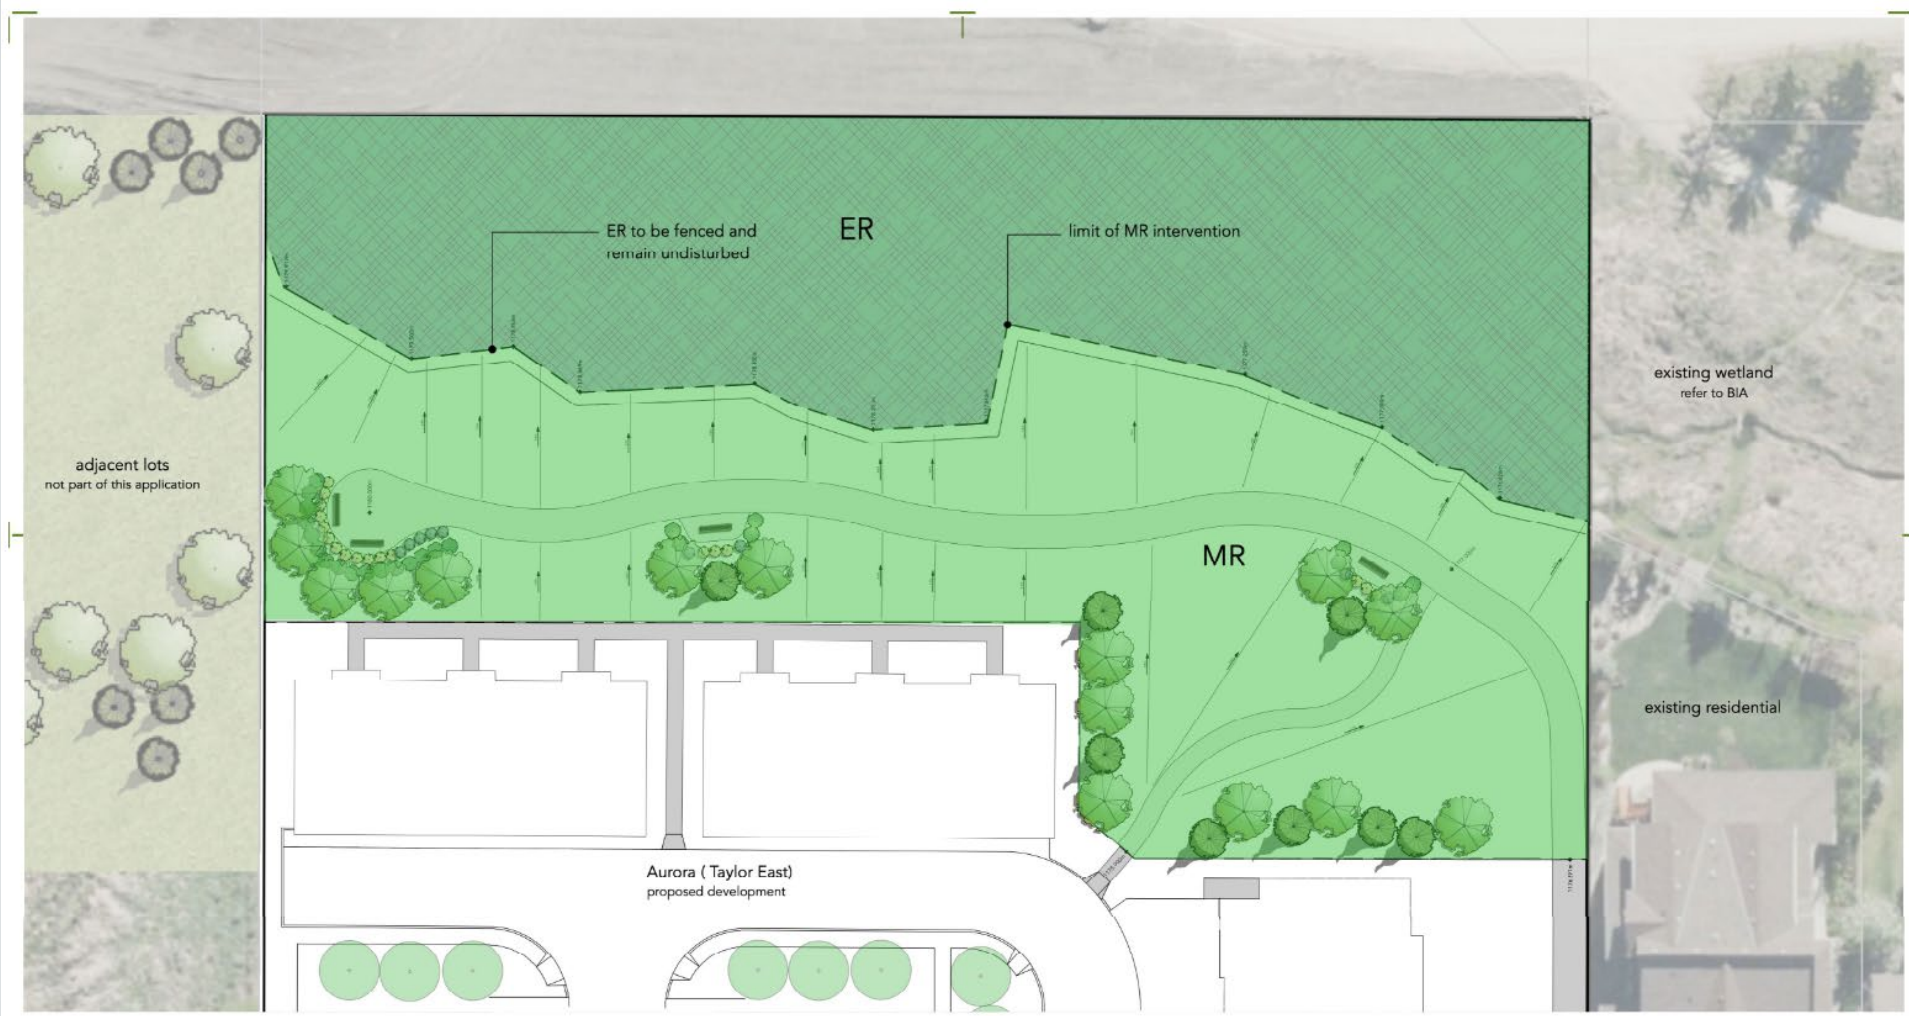 ER
ER to be fenced and
remain undisturbed
limit of MR intervention
existing wetland
refer to BIA
adjacent lots
not part of this application
MR
existing residential
Aurora ( Taylor East)
proposed development